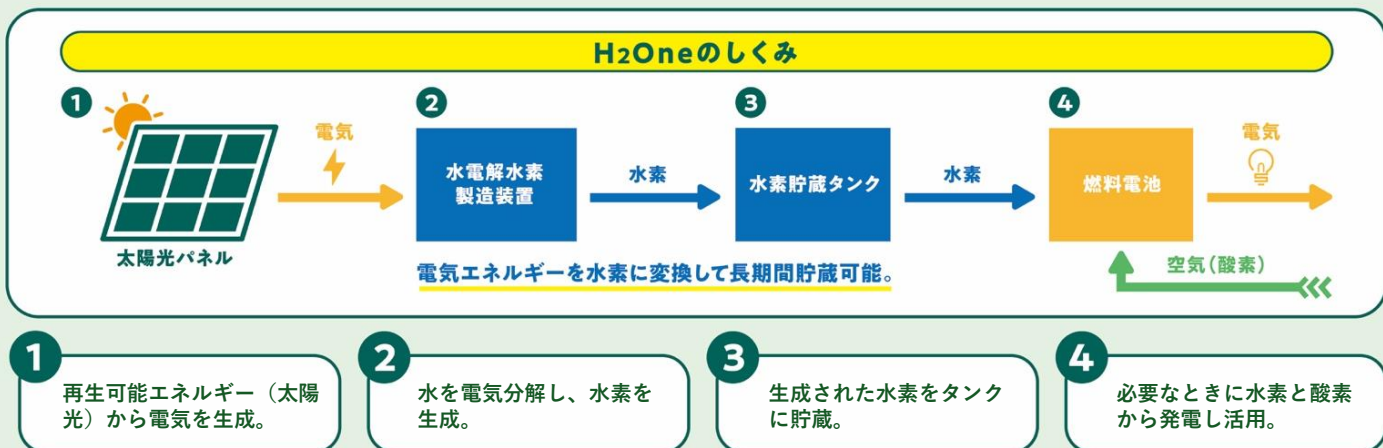 H2Oneのしくみ
1
電気
太陽光パネル
2
水電解水素
製造装置
水素
3
水素貯蔵タンク
水素
電気エネルギーを水素に変換して長期間貯蔵可能。
4
燃料電池
電気
空気(酸素)
1
再生可能エネルギー(太陽
光)から電気を生成。
2
水を電気分解し、水素を
生成。
3
生成された水素をタンク
に貯蔵。
4
必要なときに水素と酸素
から発電し活用。